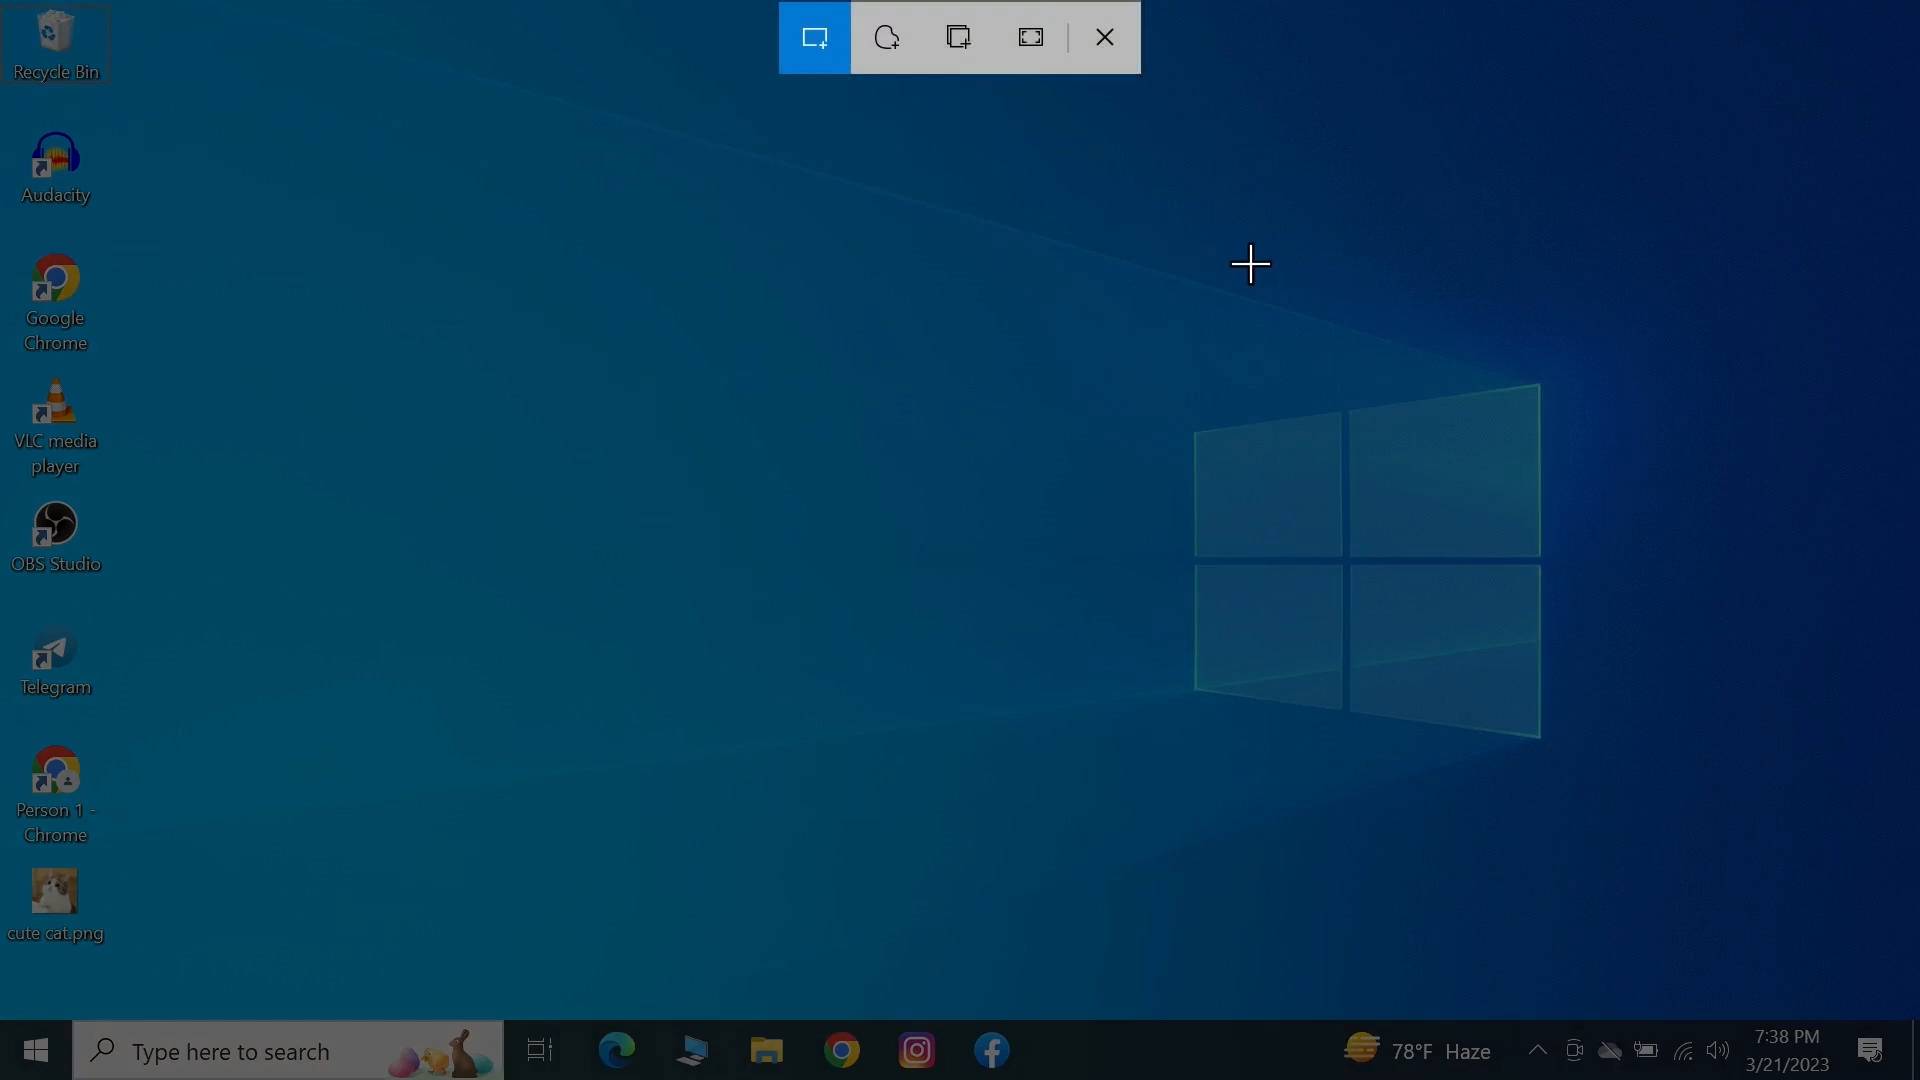 Recycle Bin
Audacity
Google
Chrome
VLC media
player
OBS Studio
Telegram
Person 1 -
Chrome
cute cat.png
Type here to search
78°F Haze
7:38 PM
3/21/2023